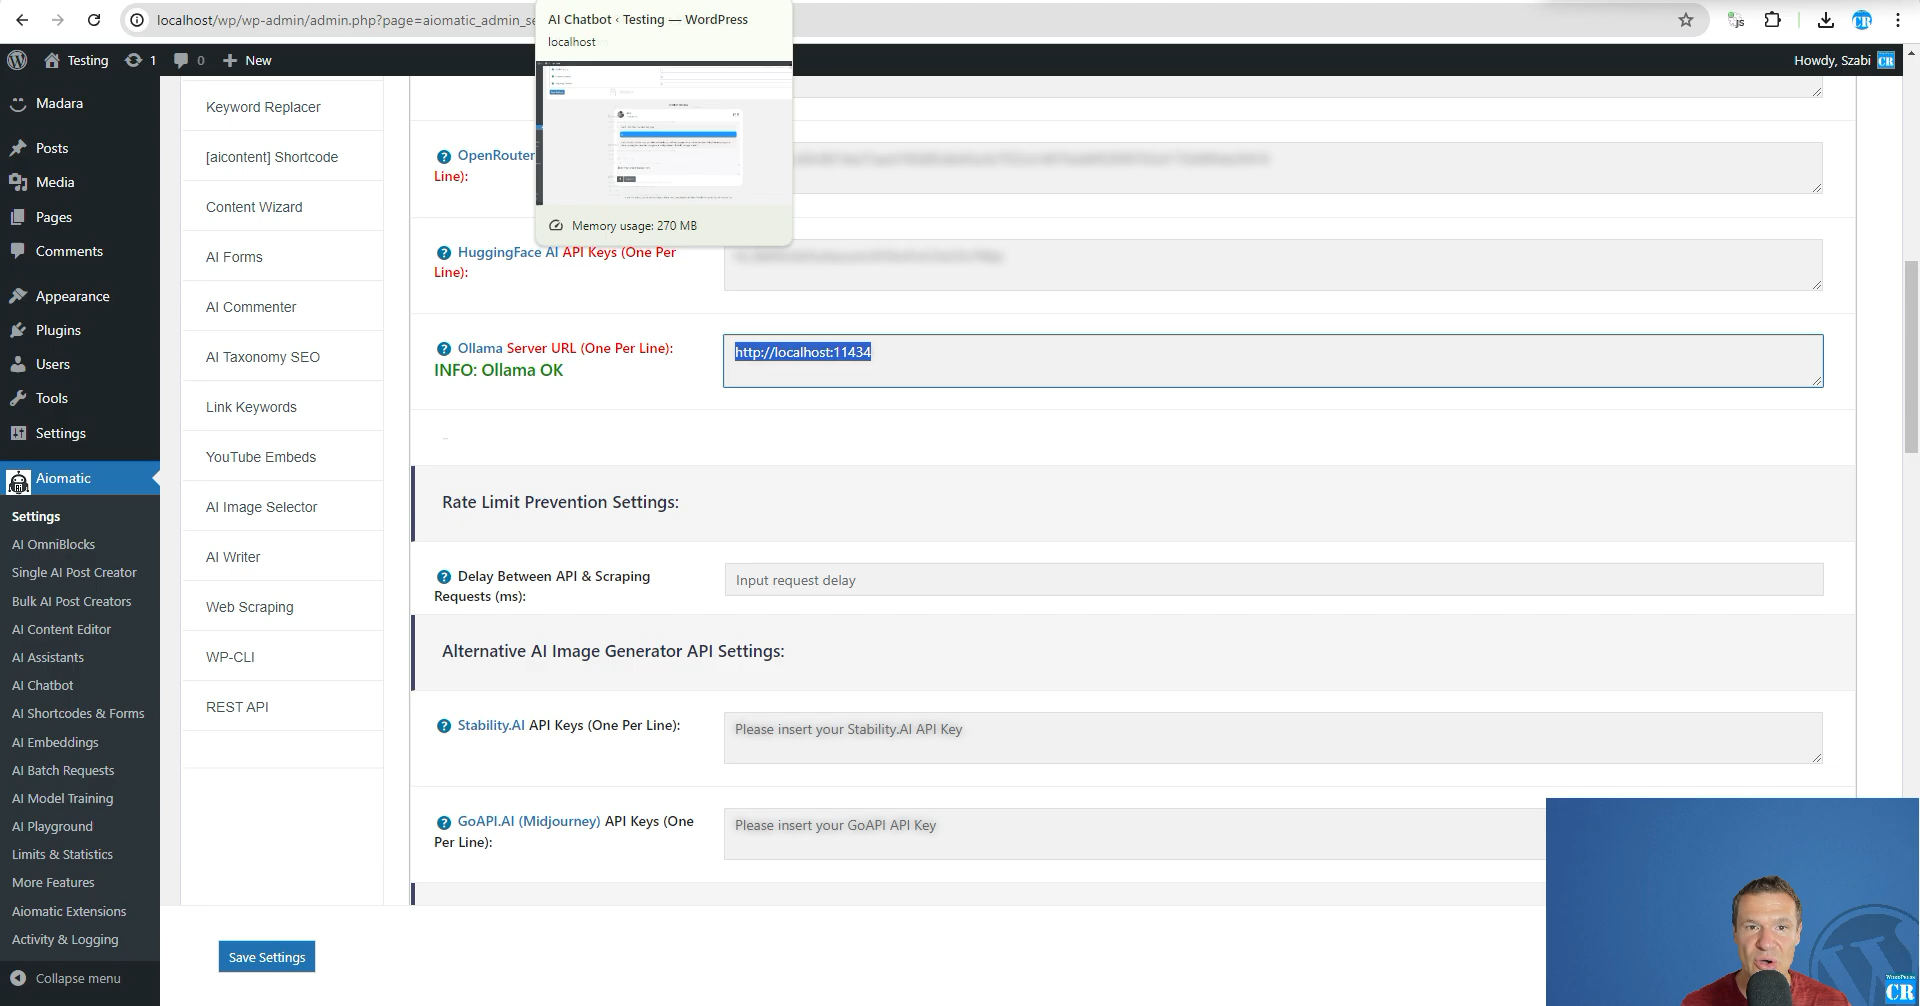 localhost/wp/wp-admin/admin.php?page=aiomatic_admin_se
AI Chatbot ‹ Testing — WordPress
localhost
Memory usage: 270 MB
Testing
1
0
New
Howdy, Szabi
Madara
Posts
Media
Pages
Comments
Appearance
Plugins
Users
Tools
Settings
Aiomatic
Settings
AI OmniBlocks
Single AI Post Creator
Bulk AI Post Creators
AI Content Editor
AI Assistants
AI Chatbot
AI Shortcodes & Forms
AI Embeddings
AI Batch Requests
AI Model Training
AI Playground
Limits & Statistics
More Features
Aiomatic Extensions
Activity & Logging
Collapse menu
Keyword Replacer
[aicontent] Shortcode
Content Wizard
AI Forms
AI Commenter
AI Taxonomy SEO
Link Keywords
YouTube Embeds
AI Image Selector
AI Writer
Web Scraping
WP-CLI
REST API
OpenRouter
Line):
HuggingFace AI API Keys (One Per
Line):
Ollama Server URL (One Per Line):
INFO: Ollama OK
http://localhost:11434
Rate Limit Prevention Settings:
Delay Between API & Scraping
Requests (ms):
Input request delay
Alternative AI Image Generator API Settings:
Stability.AI API Keys (One Per Line):
Please insert your Stability.AI API Key
GoAPI.AI (Midjourney) API Keys (One
Per Line):
Please insert your GoAPI API Key
Save Settings
WORDPRESS
CR